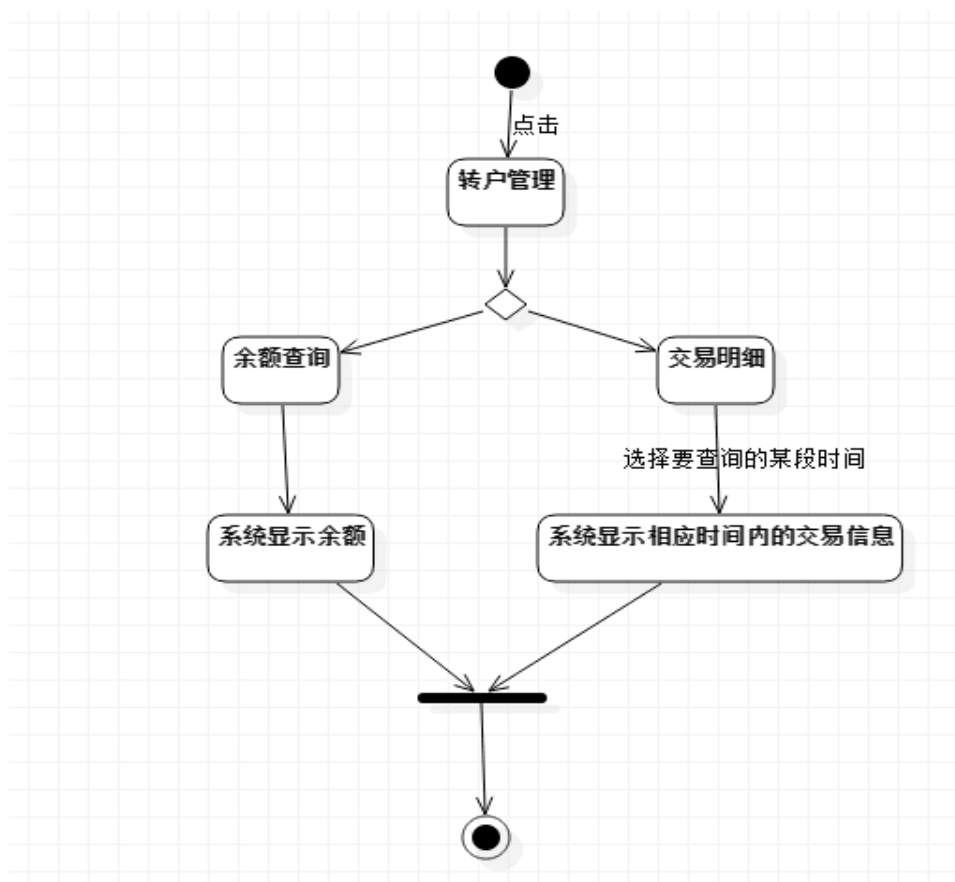 点击
转户管理
余额查询
交易明细
选择要查询的某段时间
系统显示余额
系统显示相应时间内的交易信息